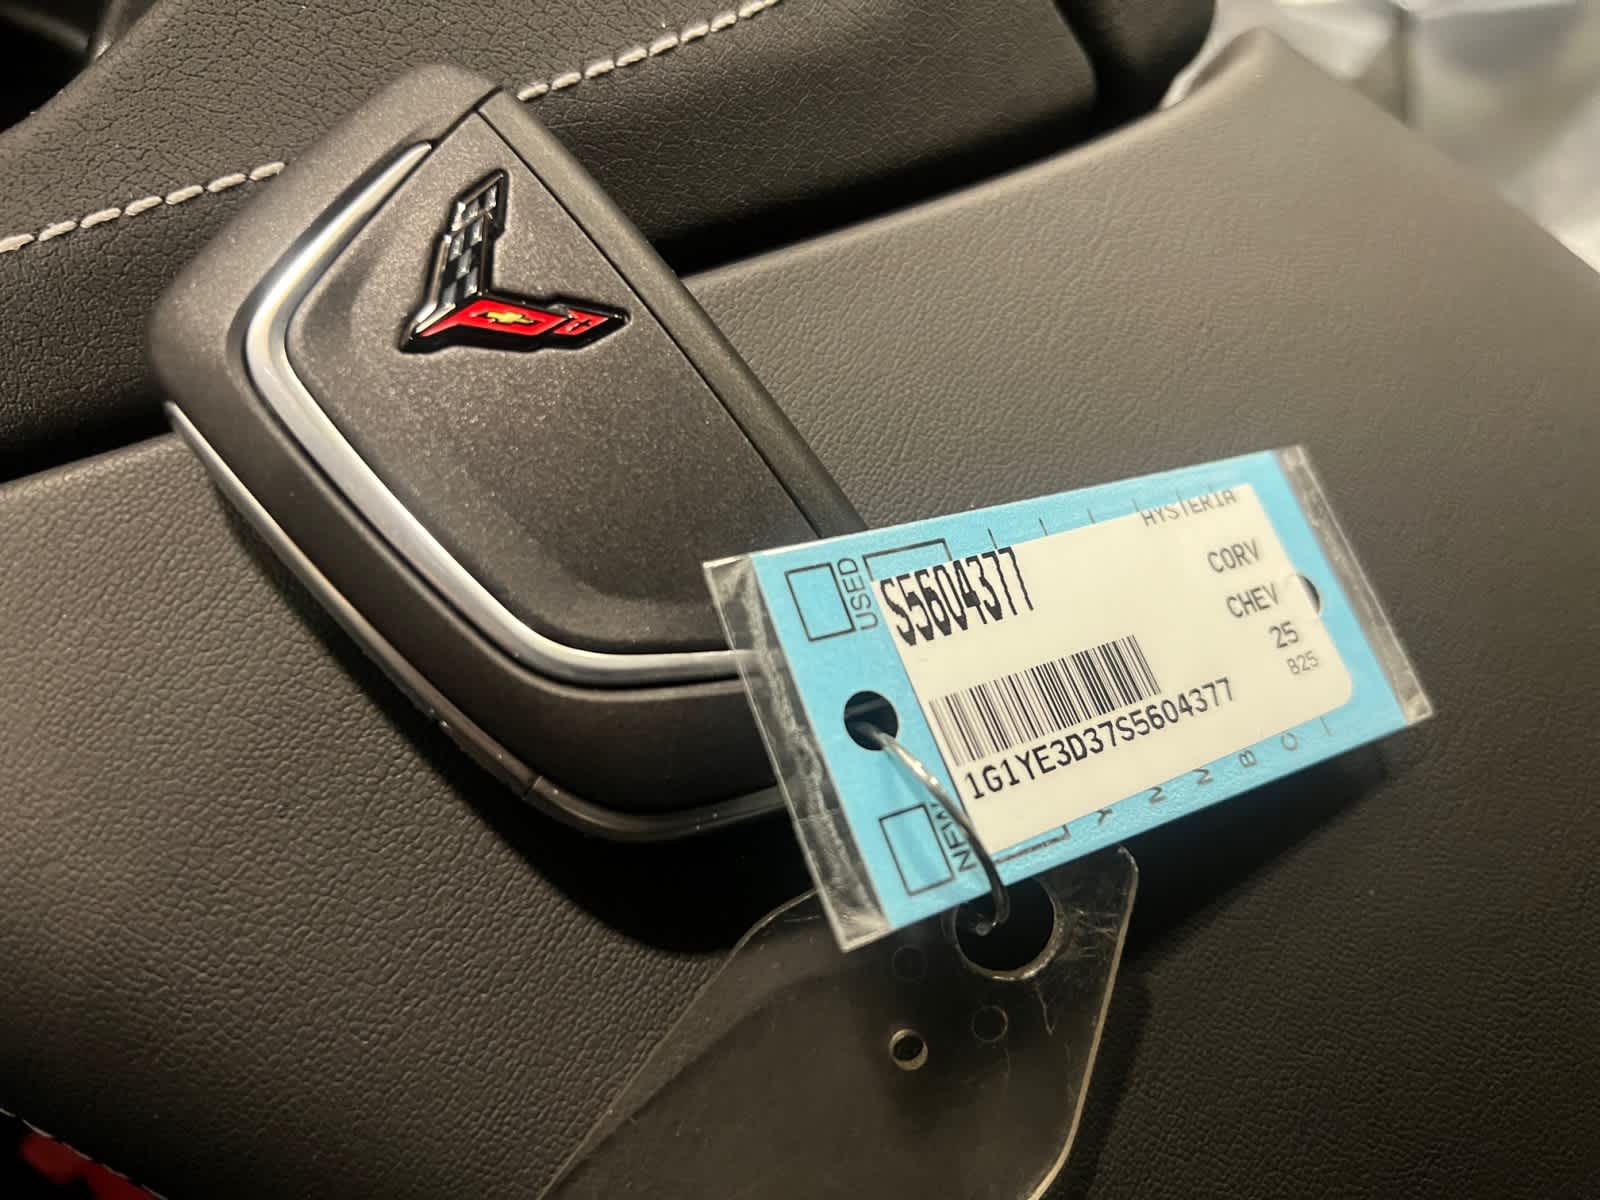 USED
HYSTERIA
S5604377
CORV
CHEV
25
B25
1G1YE3D37S5604377
NEW